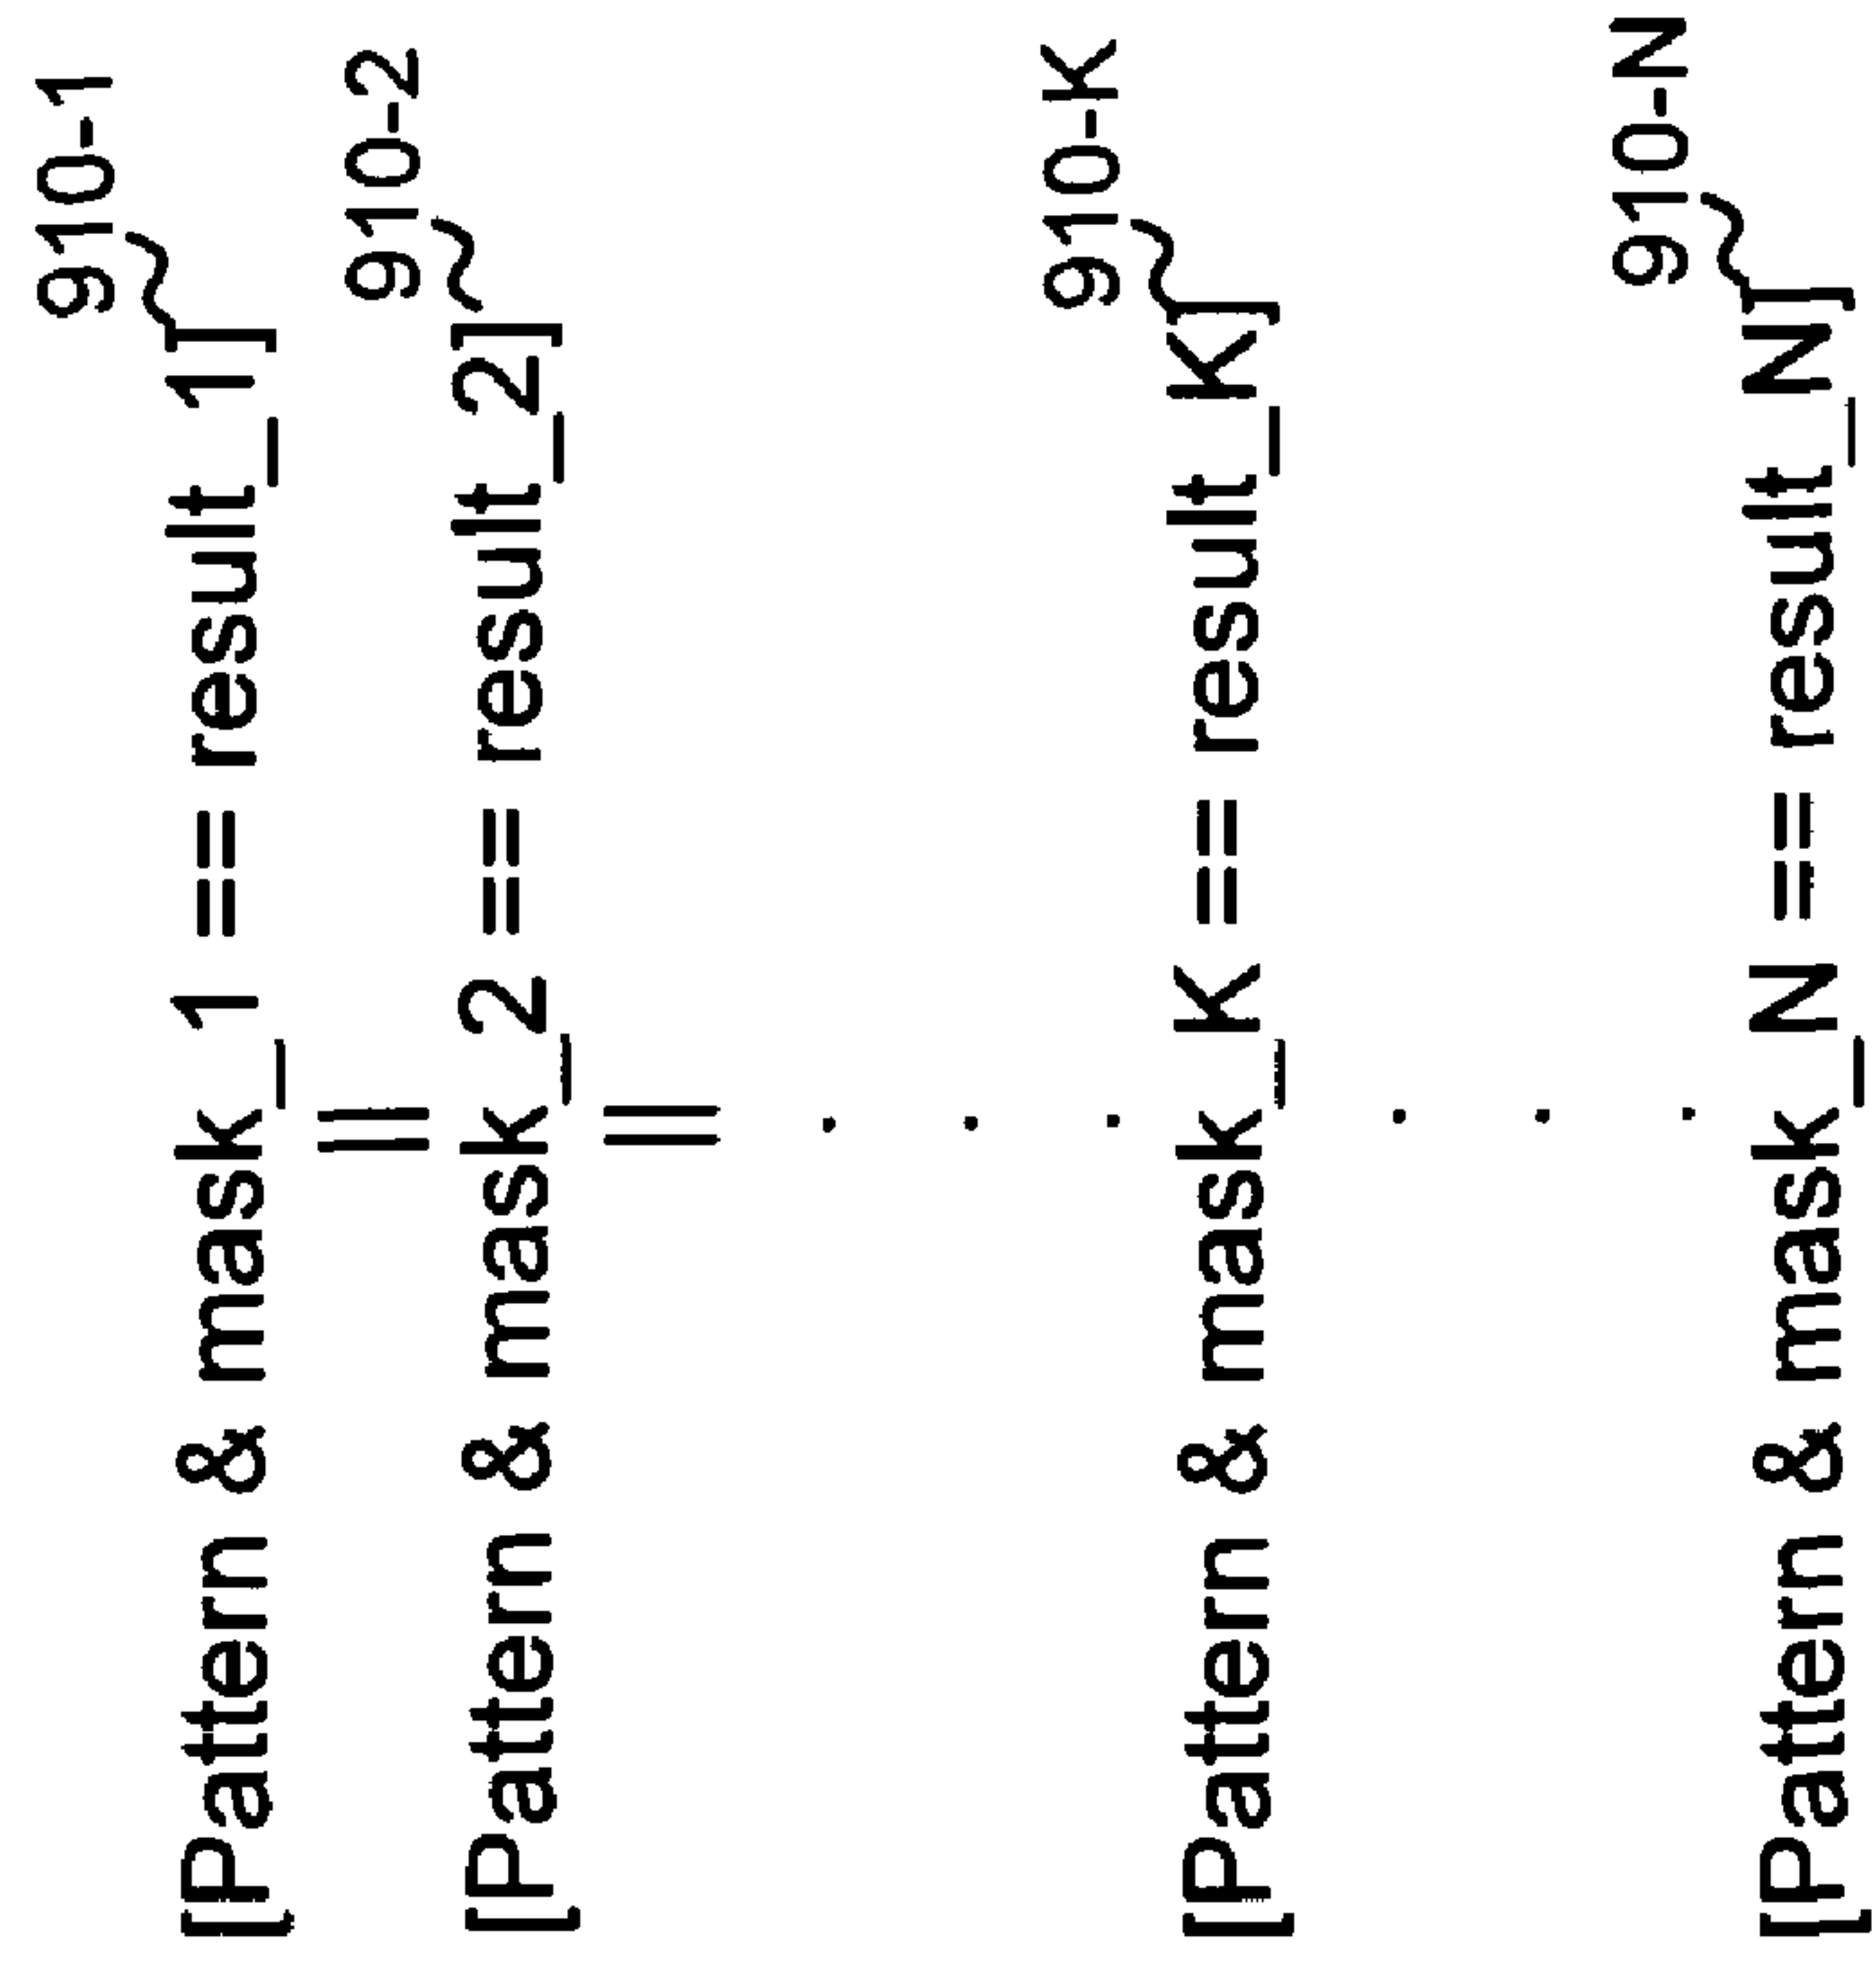 910-1
[Pattern & mask_1 == result_1]
||
910-2
[Pattern & mask_2 == result_2]
||
.
.
.
910-K
[Pattern & mask_K == result_K]
.
.
.
910-N
[Pattern & mask_N == result_N]